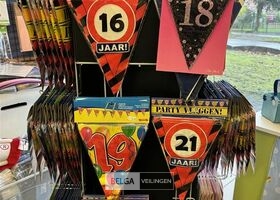 16
JAAR!
18
PARTY VLAGGEN!
19
21
JAAR!
BELGA VEILINGEN